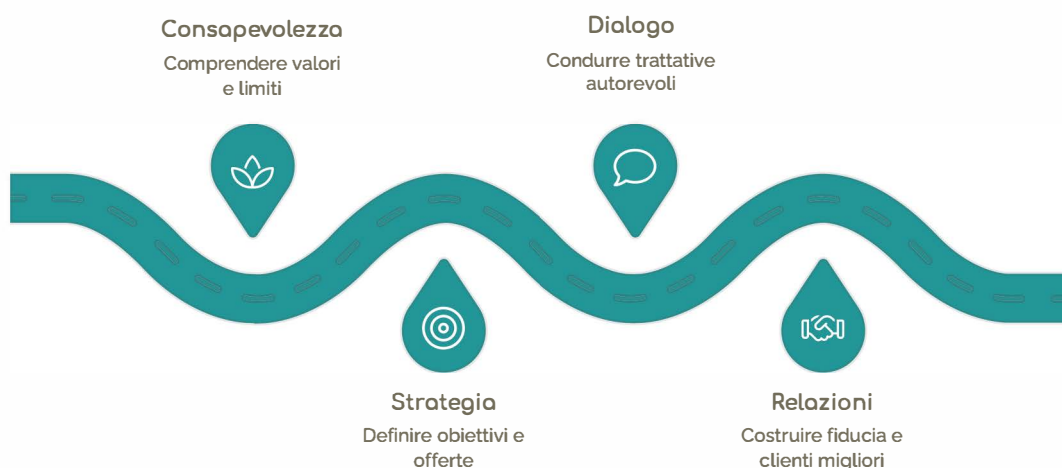 Consapevolezza
Comprendere valori
e limiti
Strategia
Definire obiettivi e
offerte
Dialogo
Condurre trattative
autorevoli
Relazioni
Costruire fiducia e
clienti migliori